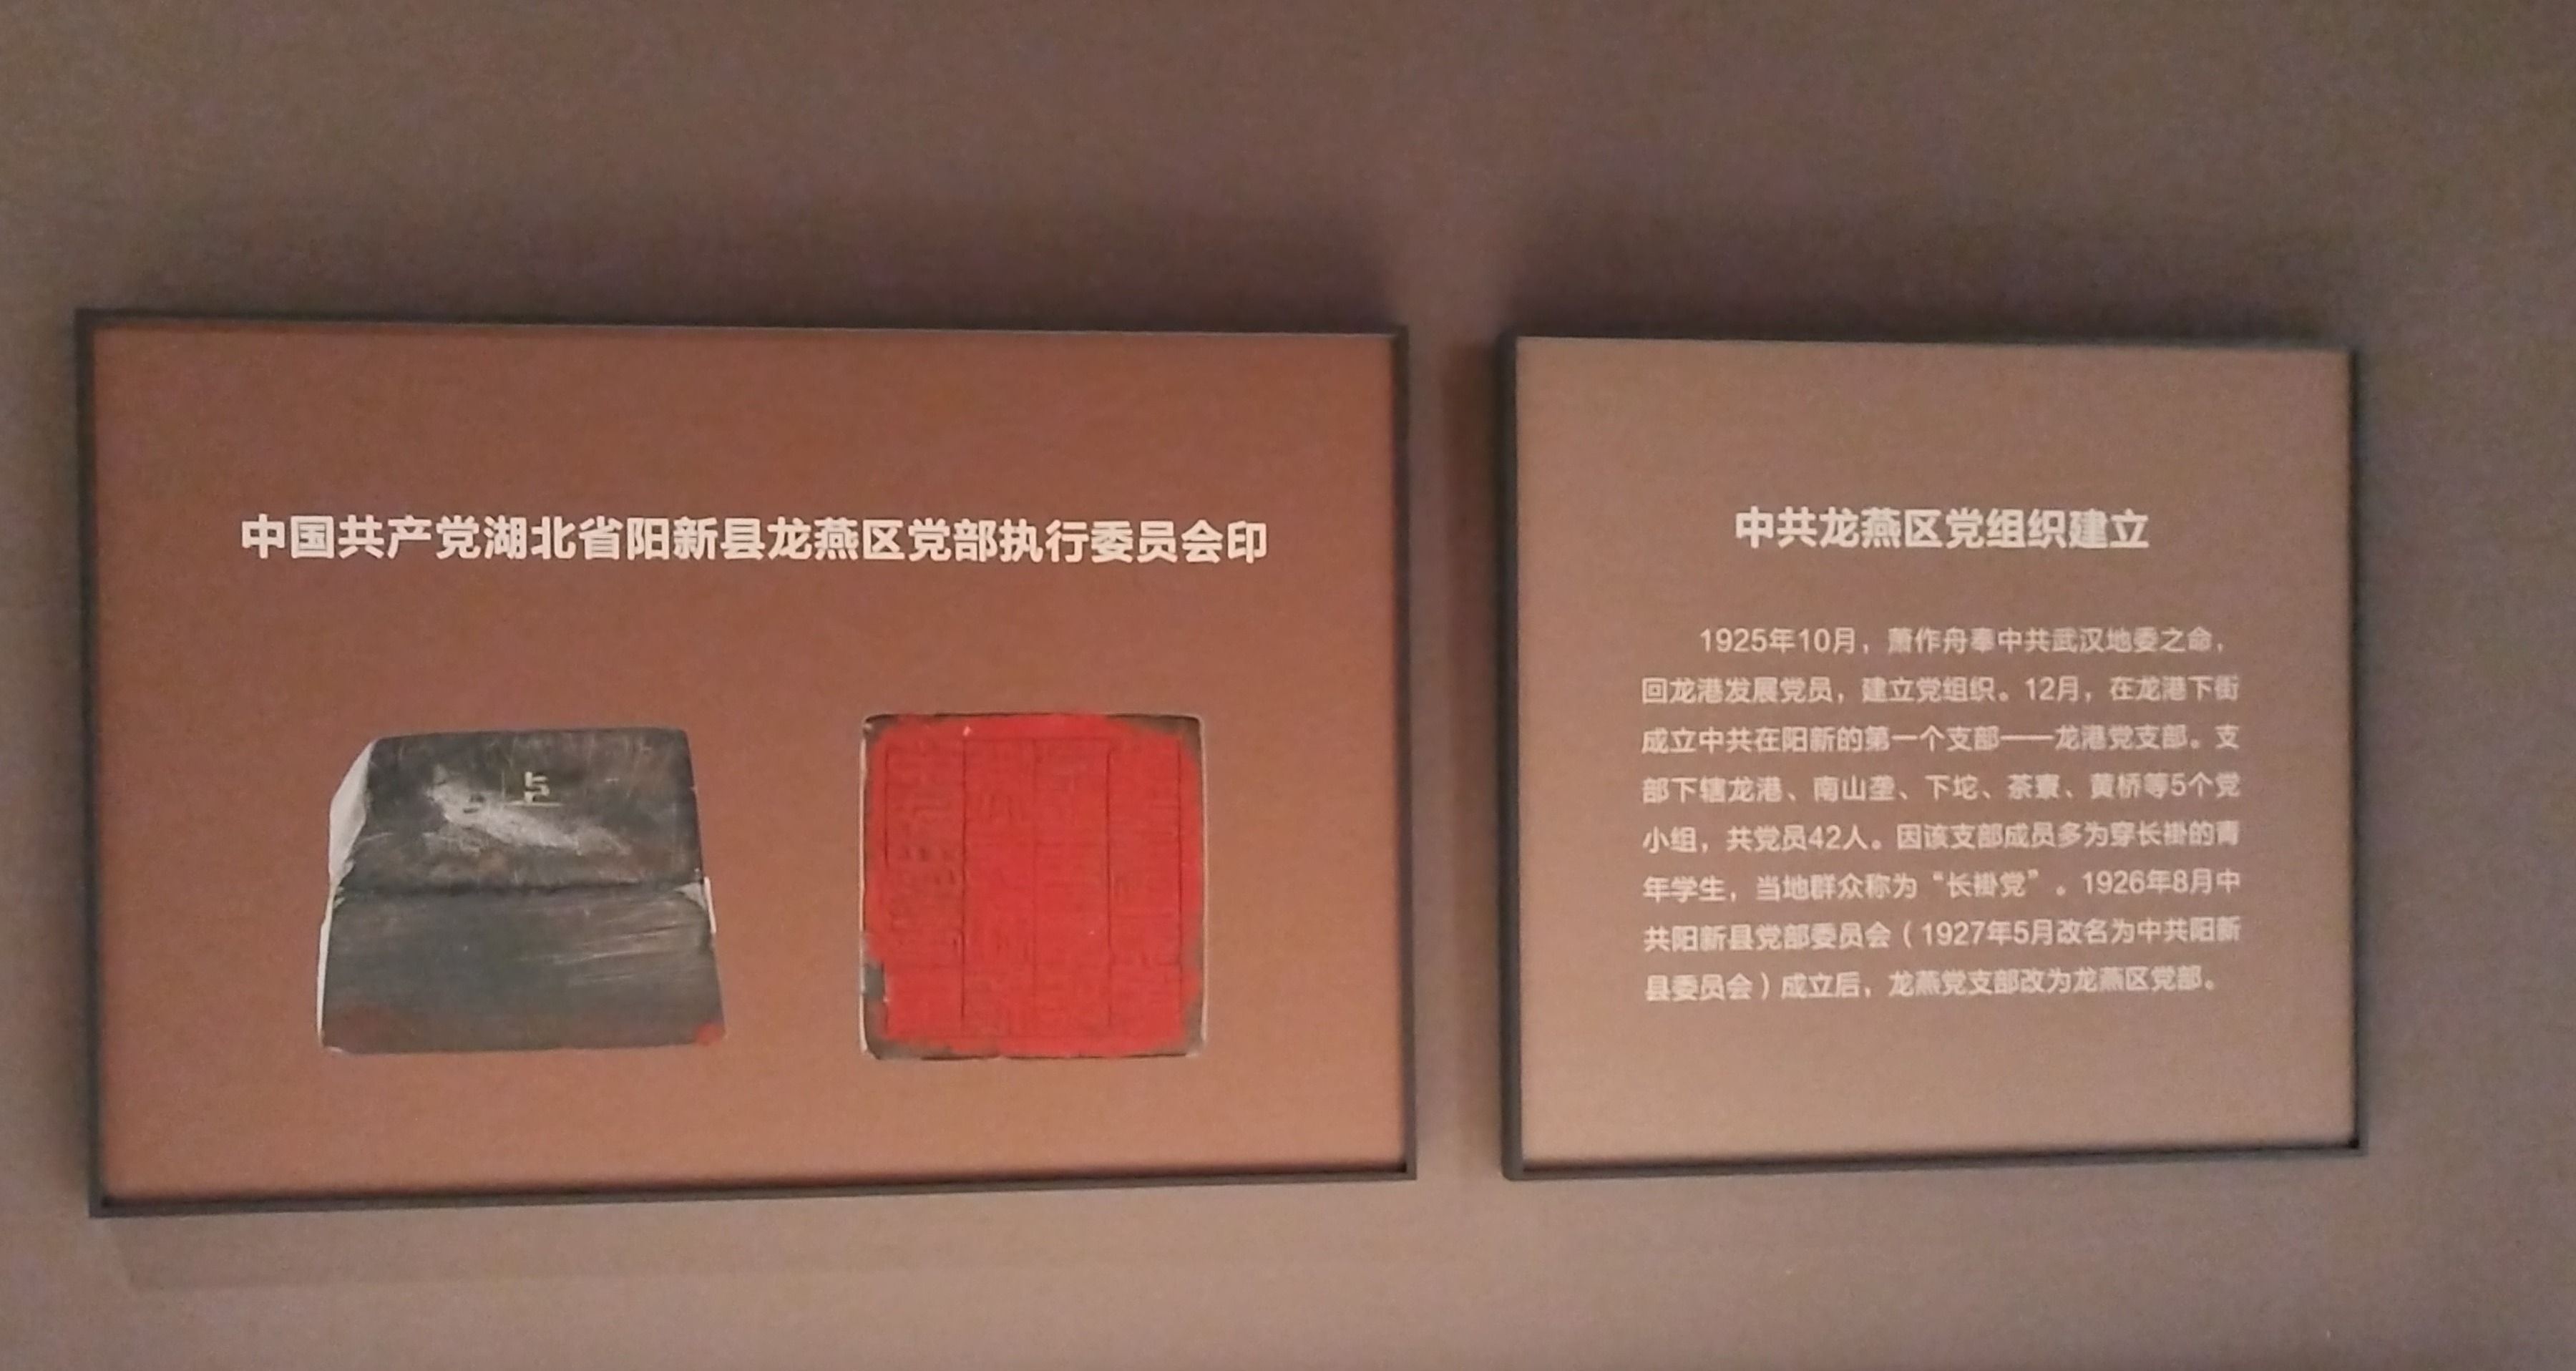 中国共产党湖北省阳新县龙燕区党部执行委员会印
上
中共龙燕区党组织建立
1925年10月，萧作舟奉中共武汉地委之命，
回龙港发展党员，建立党组织。12月，在龙港下街
成立中共在阳新的第一个支部——龙港党支部。支
部下辖龙港、南山垄、下坨、茶寮、黄桥等5个党
小组，共党员42人。因该支部成员多为穿长褂的青
年学生，当地群众称为“长褂党”。1926年8月中
共阳新县党部委员会（1927年5月改名为中共阳新
县委员会）成立后，龙燕党支部改为龙燕区党部。